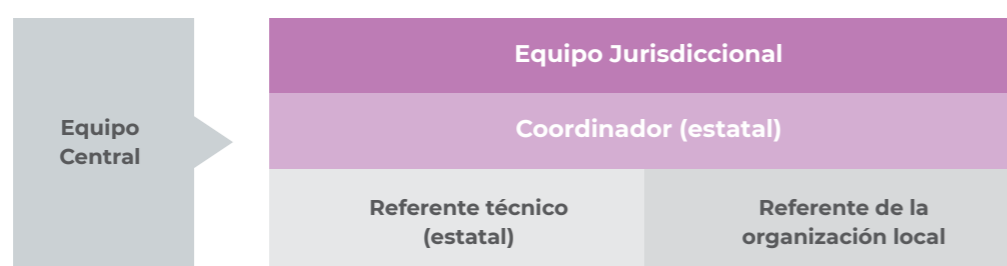 Equipo
Central
Equipo Jurisdiccional
Coordinador (estatal)
Referente técnico
(estatal)
Referente de la
organización local